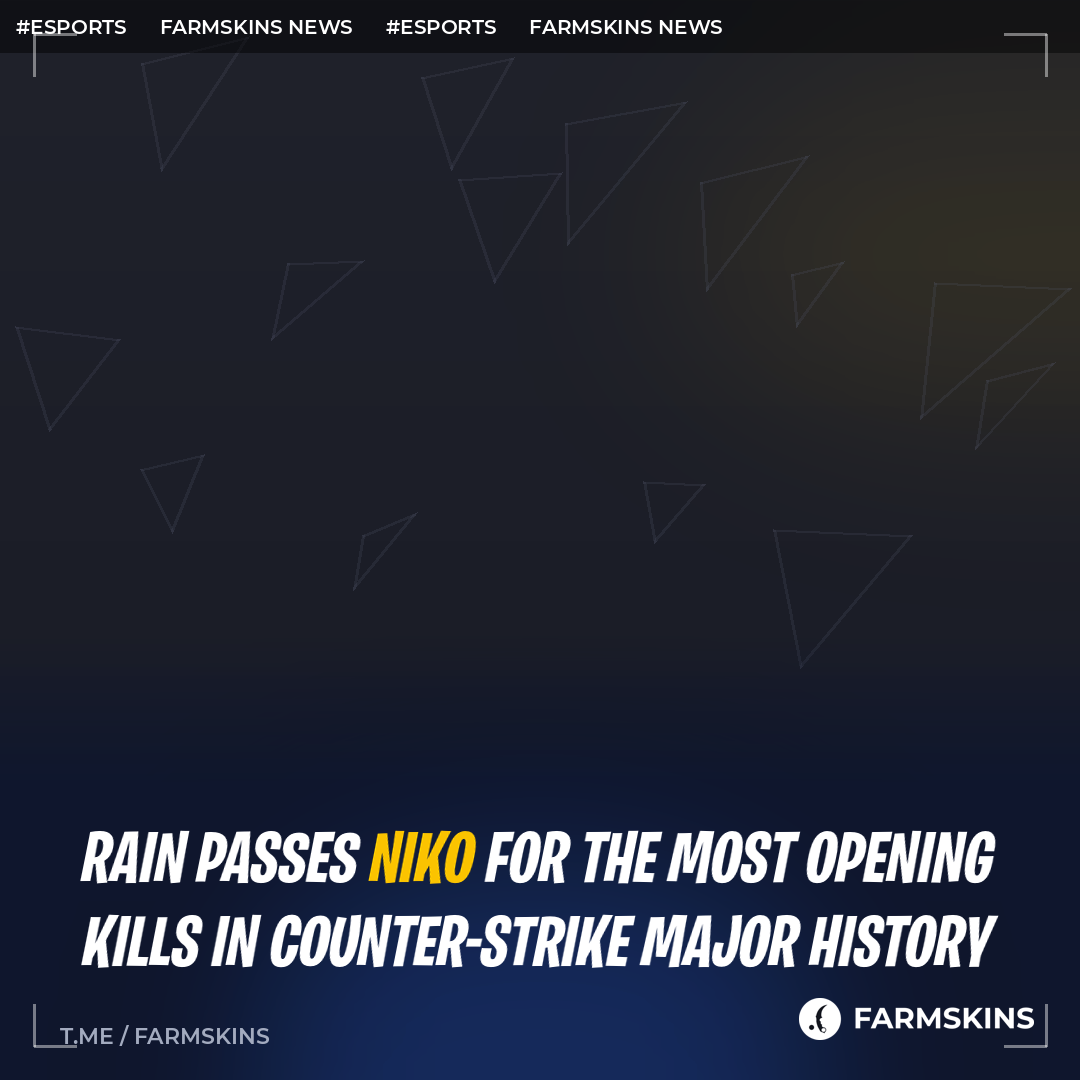 #ESPORTS FARMSKINS NEWS #ESPORTS FARMSKINS NEWS
RAIN PASSES NIKO FOR THE MOST OPENING
KILLS IN COUNTER-STRIKE MAJOR HISTORY
T.ME / FARMSKINS
FARMSKINS